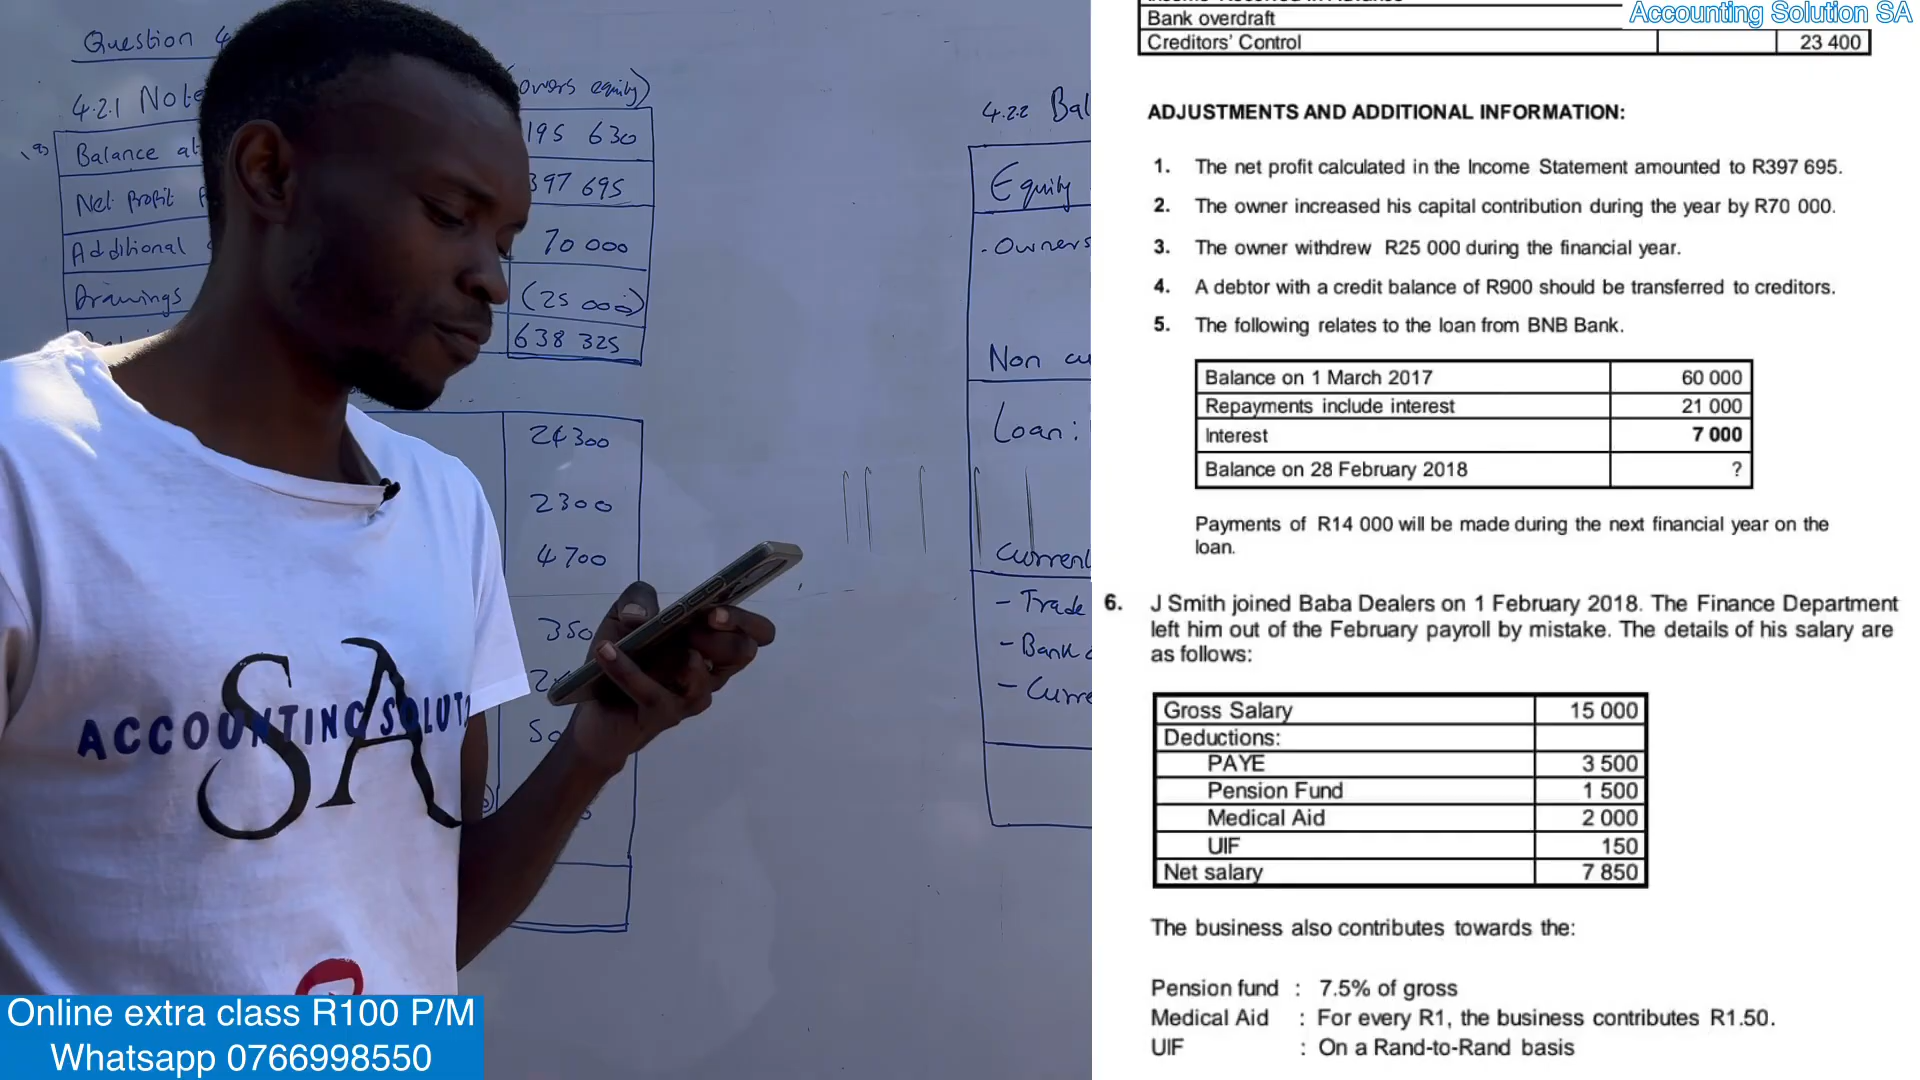 Question 4
4.2.1 Note
owers equity)
Balance at
195 630
Net Profit
397 695
Additional
70 000
Drawings
(25 000)
638 325
24300
2300
4700
350
4.2.2 Bal
Equity
- Owners
Non cu
Loan:
Current
- Trade
- Bank
- Curre
ACCOUNTING SOLUT
SA
Online extra class R100 P/M
Whatsapp 0766998550
Accounting Solution SA
Bank overdraft
Creditors' Control 23 400
ADJUSTMENTS AND ADDITIONAL INFORMATION:
1. The net profit calculated in the Income Statement amounted to R397 695.
2. The owner increased his capital contribution during the year by R70 000.
3. The owner withdrew R25 000 during the financial year.
4. A debtor with a credit balance of R900 should be transferred to creditors.
5. The following relates to the loan from BNB Bank.
Balance on 1 March 2017 60 000
Repayments include interest 21 000
Interest 7 000
Balance on 28 February 2018 ?
Payments of R14 000 will be made during the next financial year on the
loan.
6. J Smith joined Baba Dealers on 1 February 2018. The Finance Department
left him out of the February payroll by mistake. The details of his salary are
as follows:
Gross Salary 15 000
Deductions:
PAYE 3 500
Pension Fund 1 500
Medical Aid 2 000
UIF 150
Net salary 7 850
The business also contributes towards the:
Pension fund : 7.5% of gross
Medical Aid : For every R1, the business contributes R1.50.
UIF : On a Rand-to-Rand basis